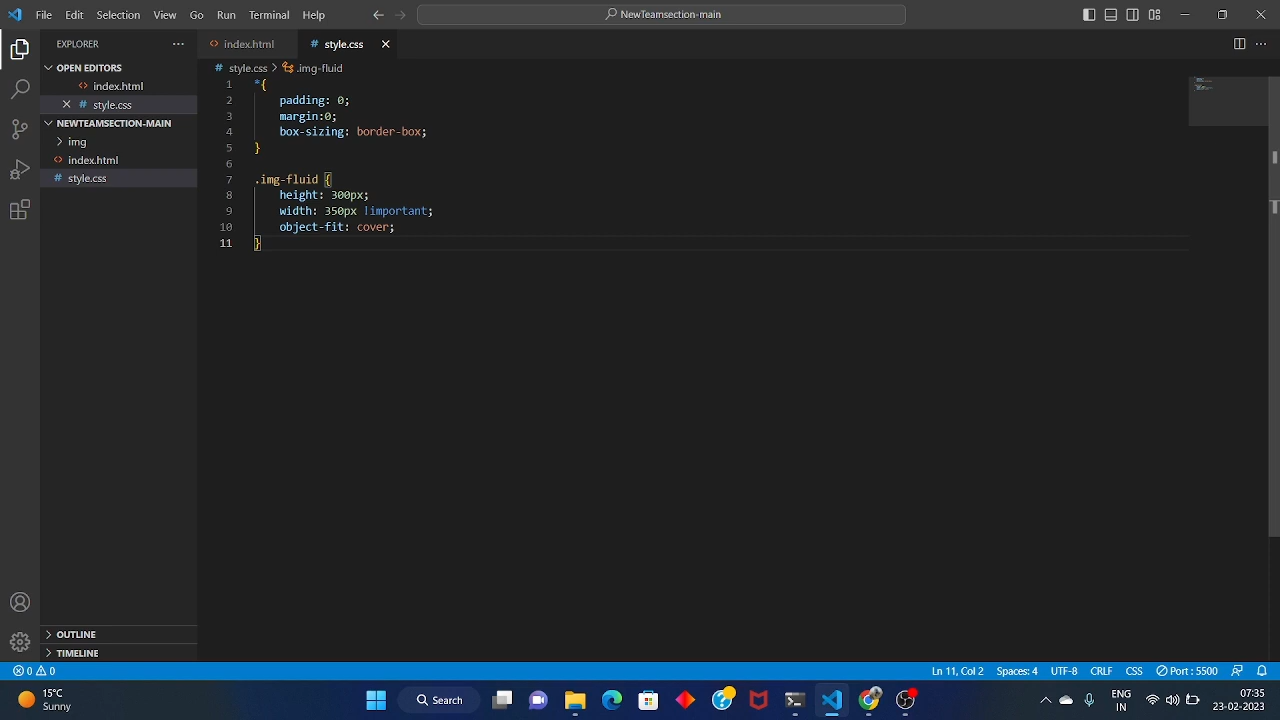 File Edit Selection View Go Run Terminal Help NewTeamsection-main
EXPLORER
index.html style.css
OPEN EDITORS
style.css > .img-fluid
index.html
style.css
NEWTEAMSECTION-MAIN
img
index.html
style.css
1 *{
2 padding: 0;
3 margin:0;
4 box-sizing: border-box;
5 }
6
7 .img-fluid {
8 height: 300px;
9 width: 350px !important;
10 object-fit: cover;
11 }
OUTLINE
TIMELINE
0 0 Ln 11, Col 2 Spaces: 4 UTF-8 CRLF CSS Port : 5500
15°C
Sunny
Search
ENG
IN
07:35
23-02-2023